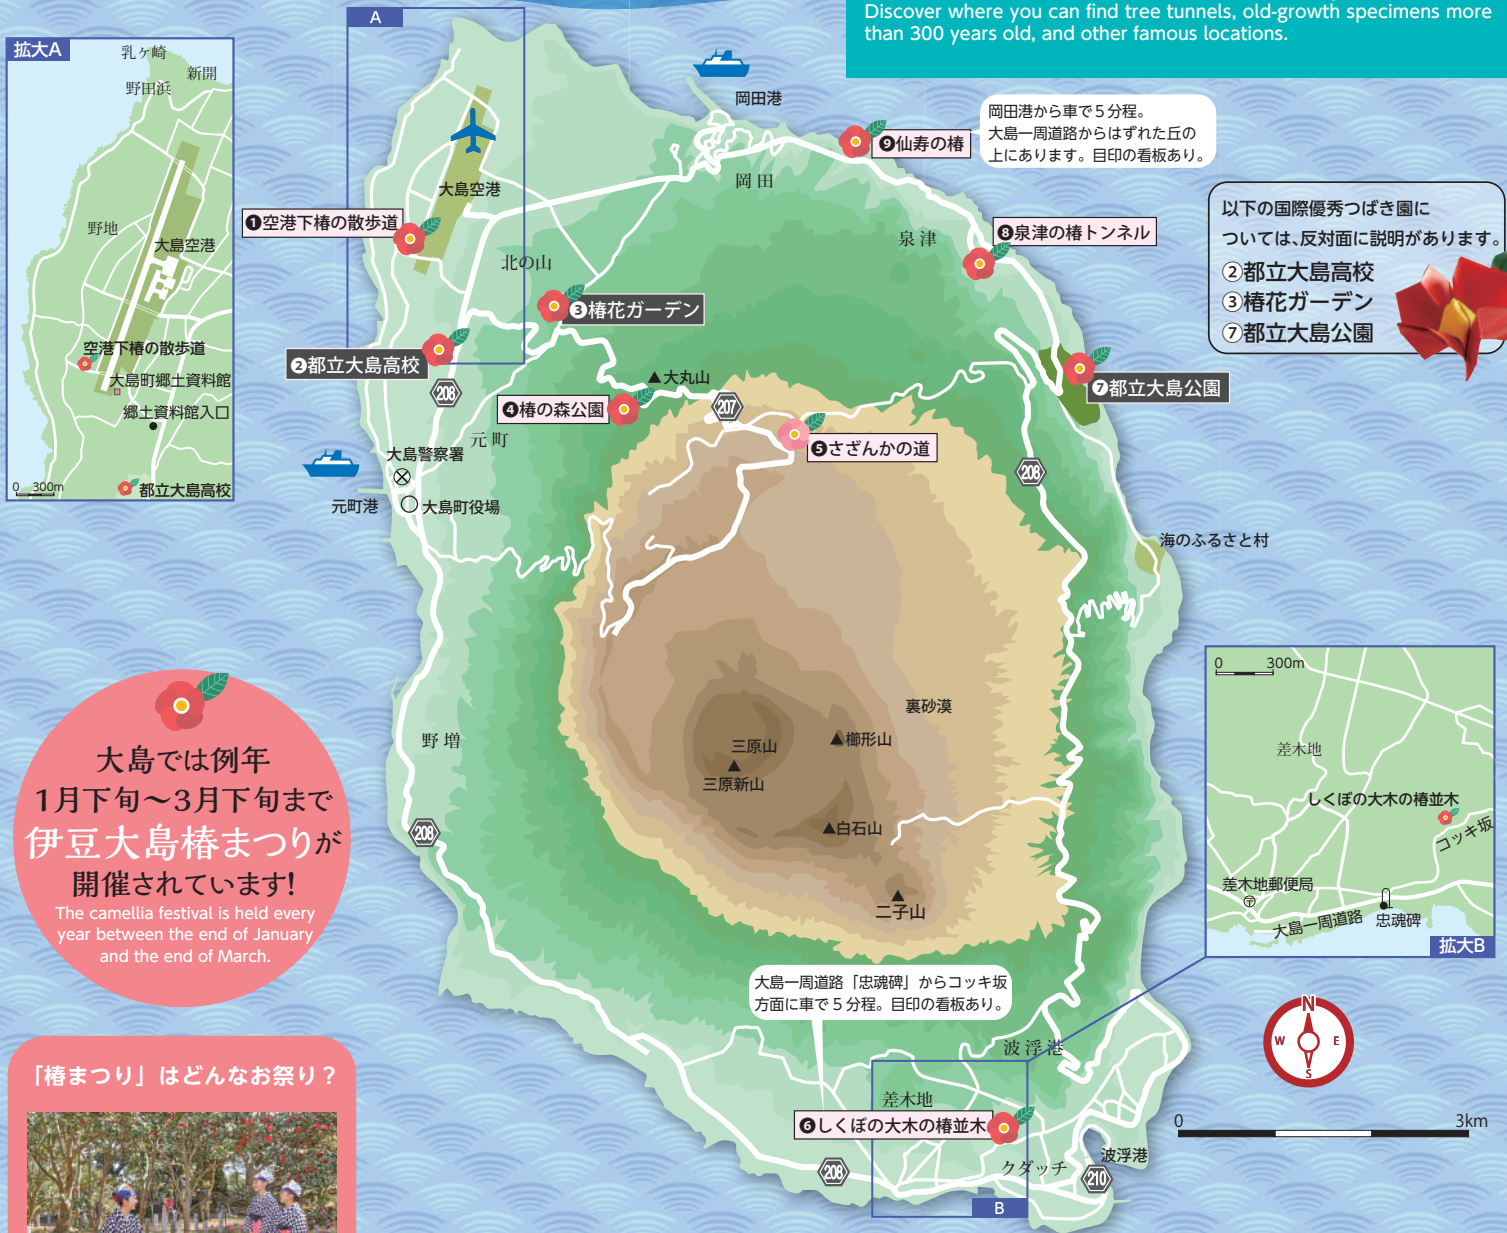 Discover where you can find tree tunnels, old-growth specimens more
than 300 years old, and other famous locations.
A
拡大A
乳ヶ崎
新開
野田浜
野地
大島空港
空港下椿の散歩道
大島町郷土資料館
郷土資料館入口
都立大島高校
0 300m
岡田港
❾仙寿の椿
岡田港から車で5分程。
大島一周道路からはずれた丘の
上にあります。目印の看板あり。
岡田
大島空港
❶空港下椿の散歩道
泉津
❽泉津の椿トンネル
以下の国際優秀つばき園に
ついては、反対面に説明があります。
②都立大島高校
③椿花ガーデン
⑦都立大島公園
北の山
❸椿花ガーデン
❷都立大島高校
208
大丸山
❼都立大島公園
❹椿の森公園
207
元町
❺さざんかの道
大島警察署
208
元町港
大島町役場
海のふるさと村
裏砂漠
野増
三原山
櫛形山
三原新山
208
白石山
二子山
大島では例年
1月下旬～3月下旬まで
伊豆大島椿まつりが
開催されています!
The camellia festival is held every
year between the end of January
and the end of March.
0 300m
差木地
しくぼの大木の椿並木
コッキ坂
差木地郵便局
大島一周道路
忠魂碑
拡大B
大島一周道路「忠魂碑」からコッキ坂
方面に車で5分程。目印の看板あり。
波浮港
N
W E
S
「椿まつり」はどんなお祭り？
差木地
❻しくぼの大木の椿並木
0 3km
クダッチ
波浮港
208
210
B